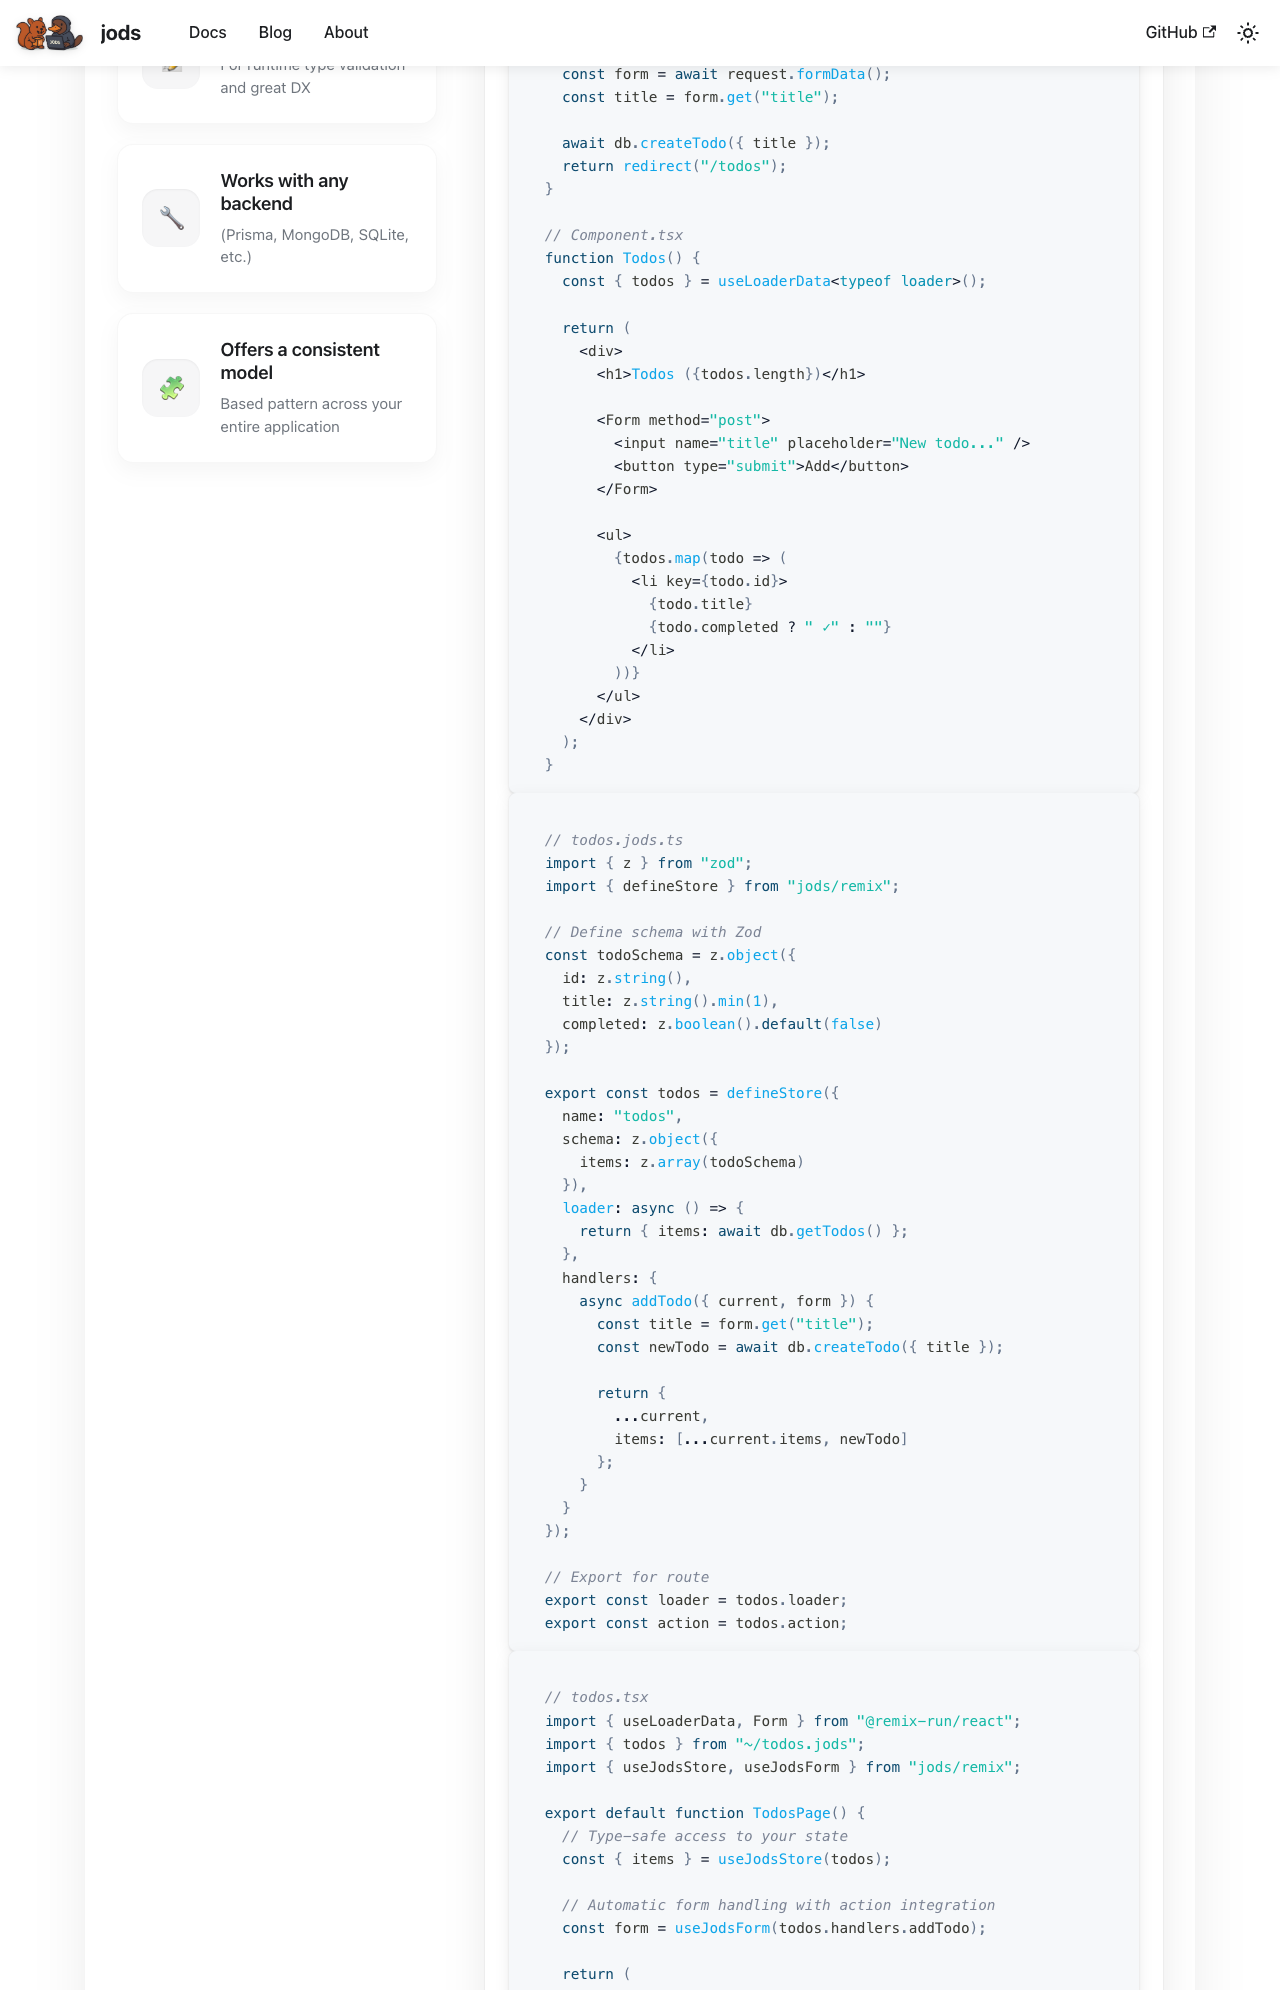 jods
Docs
Blog
About
GitHub
For runtime type validation
and great DX
Works with any
backend
(Prisma, MongoDB, SQLite,
etc.)
Offers a consistent
model
Based pattern across your
entire application
  const form = await request.formData();
  const title = form.get("title");

  await db.createTodo({ title });
  return redirect("/todos");
}

// Component.tsx
function Todos() {
  const { todos } = useLoaderData<typeof loader>();

  return (
    <div>
      <h1>Todos ({todos.length})</h1>

      <Form method="post">
        <input name="title" placeholder="New todo..." />
        <button type="submit">Add</button>
      </Form>

      <ul>
        {todos.map(todo => (
          <li key={todo.id}>
            {todo.title}
            {todo.completed ? " ✓" : ""}
          </li>
        ))}
      </ul>
    </div>
  );
}

// todos.jods.ts
import { z } from "zod";
import { defineStore } from "jods/remix";

// Define schema with Zod
const todoSchema = z.object({
  id: z.string(),
  title: z.string().min(1),
  completed: z.boolean().default(false)
});

export const todos = defineStore({
  name: "todos",
  schema: z.object({
    items: z.array(todoSchema)
  }),
  loader: async () => {
    return { items: await db.getTodos() };
  },
  handlers: {
    async addTodo({ current, form }) {
      const title = form.get("title");
      const newTodo = await db.createTodo({ title });

      return {
        ...current,
        items: [...current.items, newTodo]
      };
    }
  }
});

// Export for route
export const loader = todos.loader;
export const action = todos.action;

// todos.tsx
import { useLoaderData, Form } from "@remix-run/react";
import { todos } from "~/todos.jods";
import { useJodsStore, useJodsForm } from "jods/remix";

export default function TodosPage() {
  // Type-safe access to your state
  const { items } = useJodsStore(todos);

  // Automatic form handling with action integration
  const form = useJodsForm(todos.handlers.addTodo);

  return (